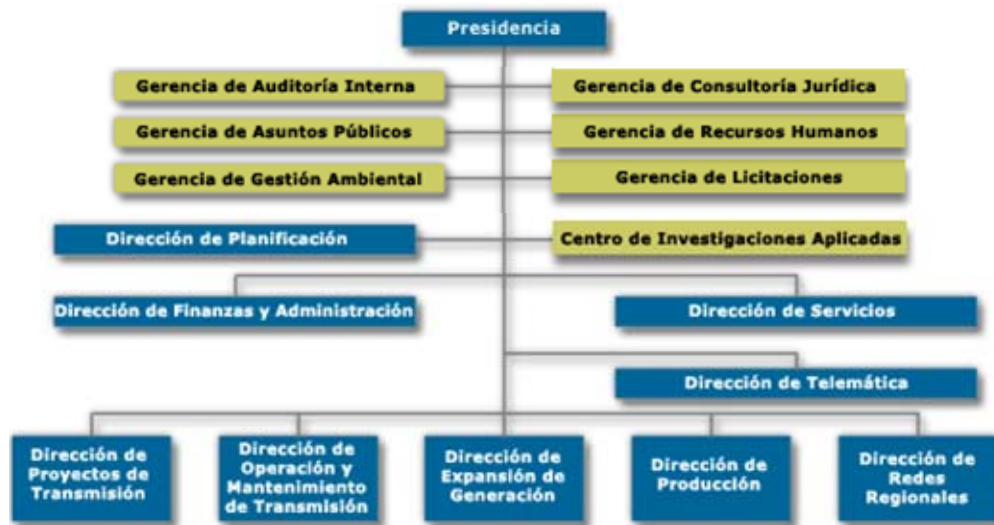 Presidencia
Gerencia de Auditoría Interna
Gerencia de Consultoría Jurídica
Gerencia de Asuntos Públicos
Gerencia de Recursos Humanos
Gerencia de Gestión Ambiental
Gerencia de Licitaciones
Dirección de Planificación
Centro de Investigaciones Aplicadas
Dirección de Finanzas y Administración
Dirección de Servicios
Dirección de Telemática
Dirección de
Proyectos de
Transmisión
Dirección de
Operación y
Mantenimiento
de Transmisión
Dirección de
Expansión de
Generación
Dirección de
Producción
Dirección de
Redes
Regionales